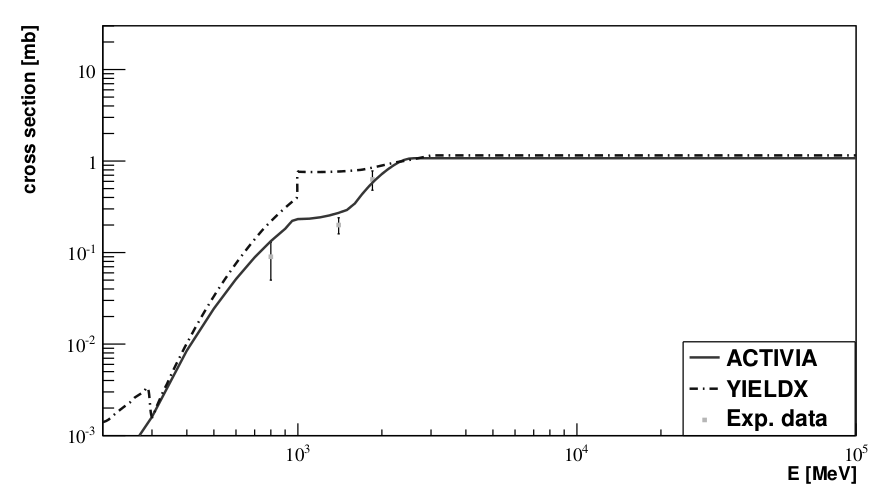 cross section [mb]
10
1
10^-1
10^-2
10^-3
10^3
10^4
10^5
E [MeV]
ACTIVIA
YIELDX
Exp. data